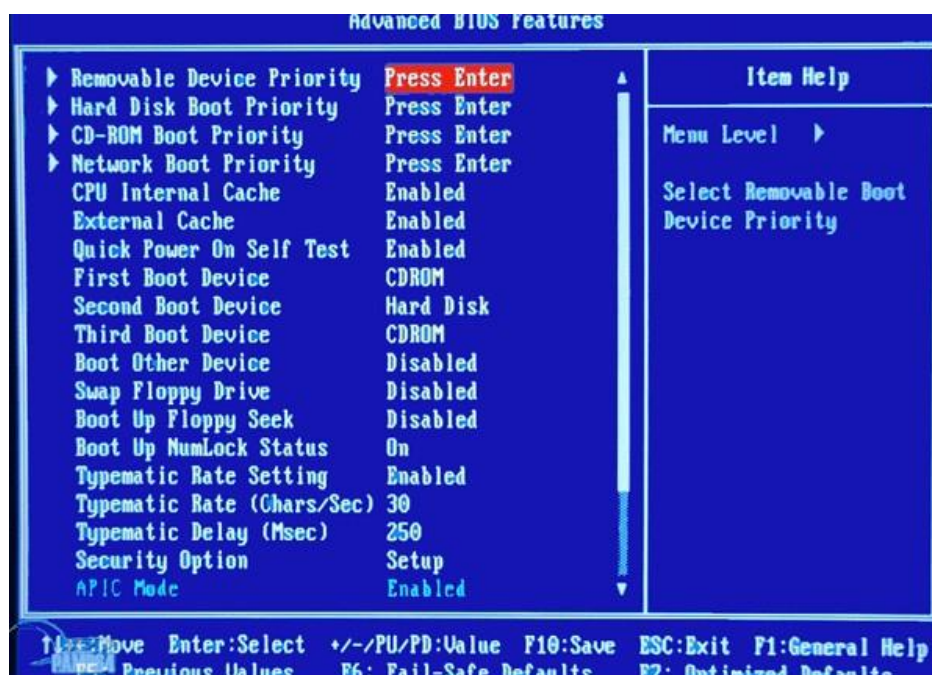 Advanced BIOS Features
Removable Device Priority Press Enter
Hard Disk Boot Priority Press Enter
CD-ROM Boot Priority Press Enter
Network Boot Priority Press Enter
CPU Internal Cache Enabled
External Cache Enabled
Quick Power On Self Test Enabled
First Boot Device CDROM
Second Boot Device Hard Disk
Third Boot Device CDROM
Boot Other Device Disabled
Swap Floppy Drive Disabled
Boot Up Floppy Seek Disabled
Boot Up NumLock Status On
Typematic Rate Setting Enabled
Typematic Rate (Chars/Sec) 30
Typematic Delay (Msec) 250
Security Option Setup
APIC Mode Enabled
Item Help
Menu Level
Select Removable Boot
Device Priority
Move Enter:Select +/-/PU/PD:Value F10:Save ESC:Exit F1:General Help
Previous Values F6: Fail-Safe Defaults F7: Optimized Defaults